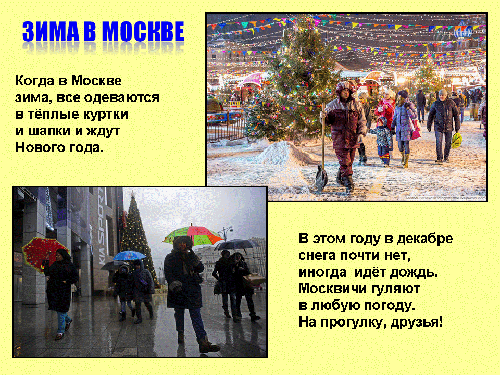 ЗИМА В МОСКВЕ
Когда в Москве
зима, все одеваются
в тёплые куртки
и шапки и ждут
Нового года.
В этом году в декабре
снега почти нет,
иногда идёт дождь.
Москвичи гуляют
в любую погоду.
На прогулку, друзья!